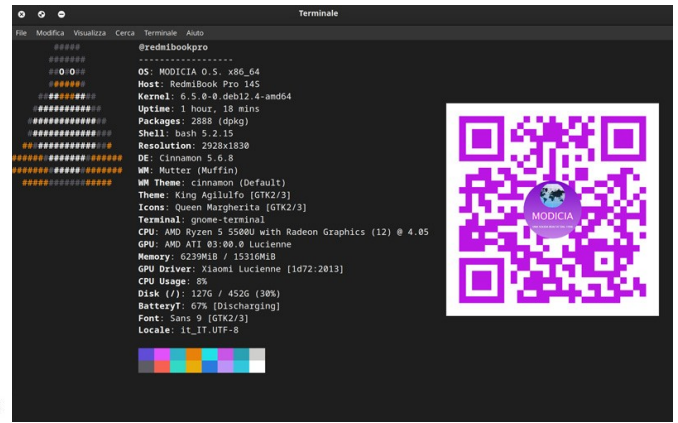 Terminale
File Modifica Visualizza Cerca Terminale Aiuto
@redmibookpro
------------------
OS: MODICIA O.S. x86_64
Host: RedmiBook Pro 14S
Kernel: 6.5.0-0.deb12.4-amd64
Uptime: 1 hour, 18 mins
Packages: 2888 (dpkg)
Shell: bash 5.2.15
Resolution: 2928x1830
DE: Cinnamon 5.6.8
WM: Mutter (Muffin)
WM Theme: cinnamon (Default)
Theme: King Agilulfo [GTK2/3]
Icons: Queen Margherita [GTK2/3]
Terminal: gnome-terminal
CPU: AMD Ryzen 5 5500U with Radeon Graphics (12) @ 4.05
GPU: AMD ATI 03:00.0 Lucienne
Memory: 6239MiB / 15316MiB
GPU Driver: Xiaomi Lucienne [1d72:2013]
CPU Usage: 8%
Disk (/): 127G / 452G (30%)
BatteryT: 67% [Discharging]
Font: Sans 9 [GTK2/3]
Locale: it_IT.UTF-8
MODICIA